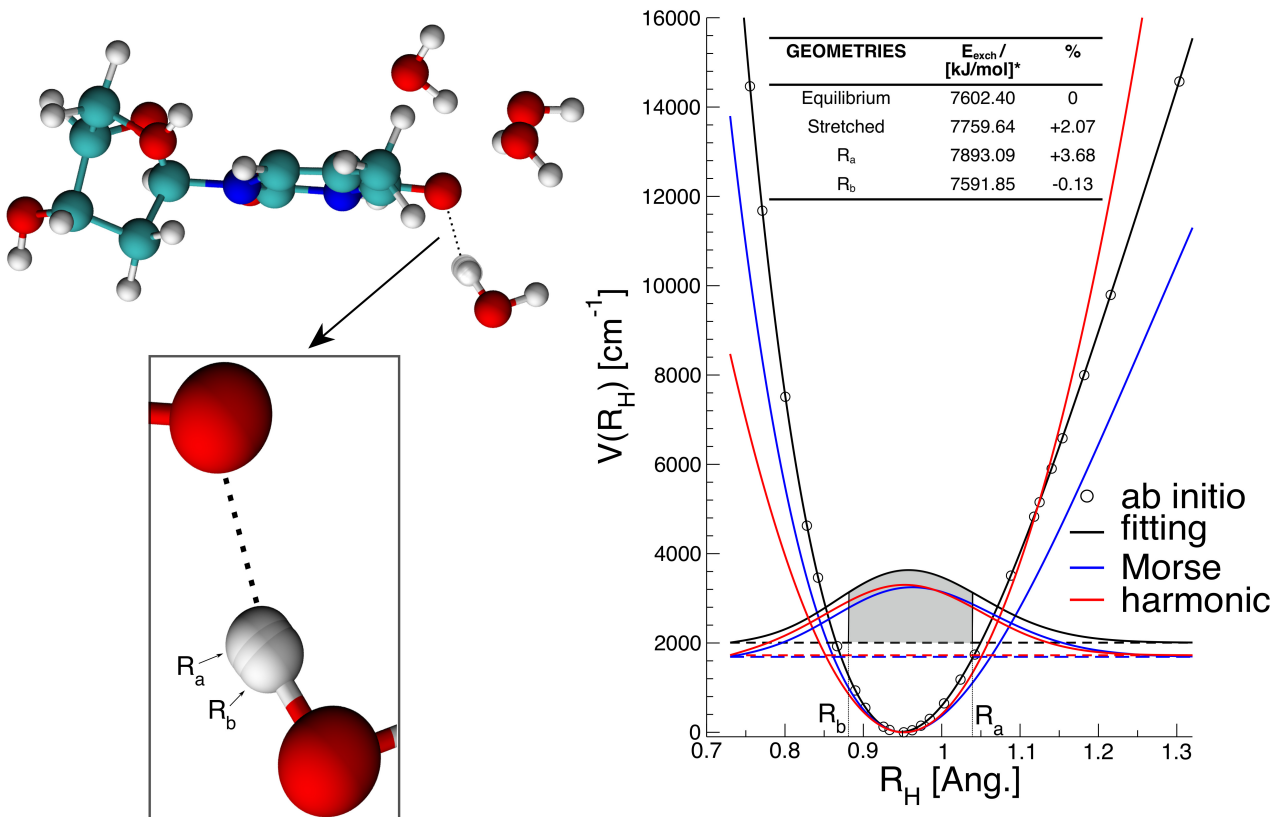 16000
14000
12000
10000
8000
6000
4000
2000
0
V(R_H) [cm^-1]
GEOMETRIES E_exch / %
[kJ/mol]*
Equilibrium 7602.40 0
Stretched 7759.64 +2.07
R_a 7893.09 +3.68
R_b 7591.85 -0.13
ab initio
fitting
Morse
harmonic
R_b R_a
0.7 0.8 0.9 1 1.1 1.2 1.3
R_H [Ang.]
R_a
R_b